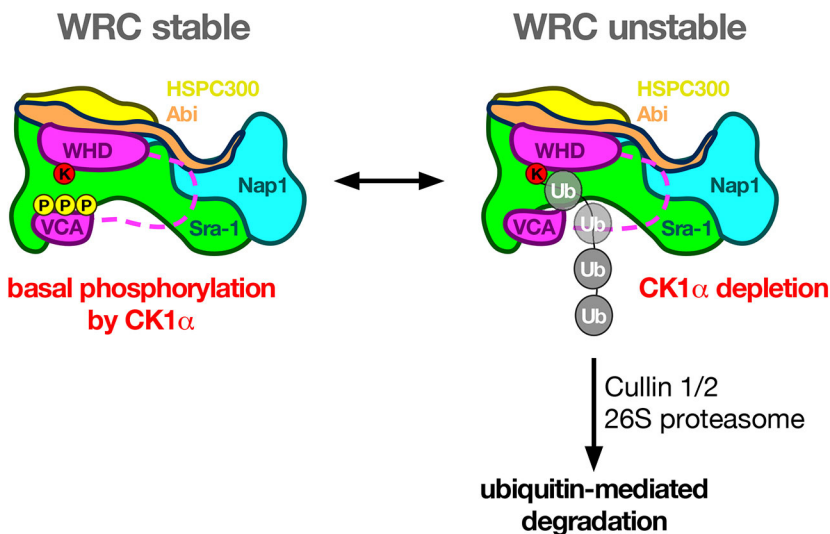 WRC stable
HSPC300
Abi
WHD
K
Nap1
P P P
VCA
Sra-1
basal phosphorylation
by CK1α
WRC unstable
HSPC300
Abi
WHD
K
Ub
Nap1
VCA
Ub
Sra-1
Ub
Ub
CK1α depletion
Cullin 1/2
26S proteasome
ubiquitin-mediated
degradation